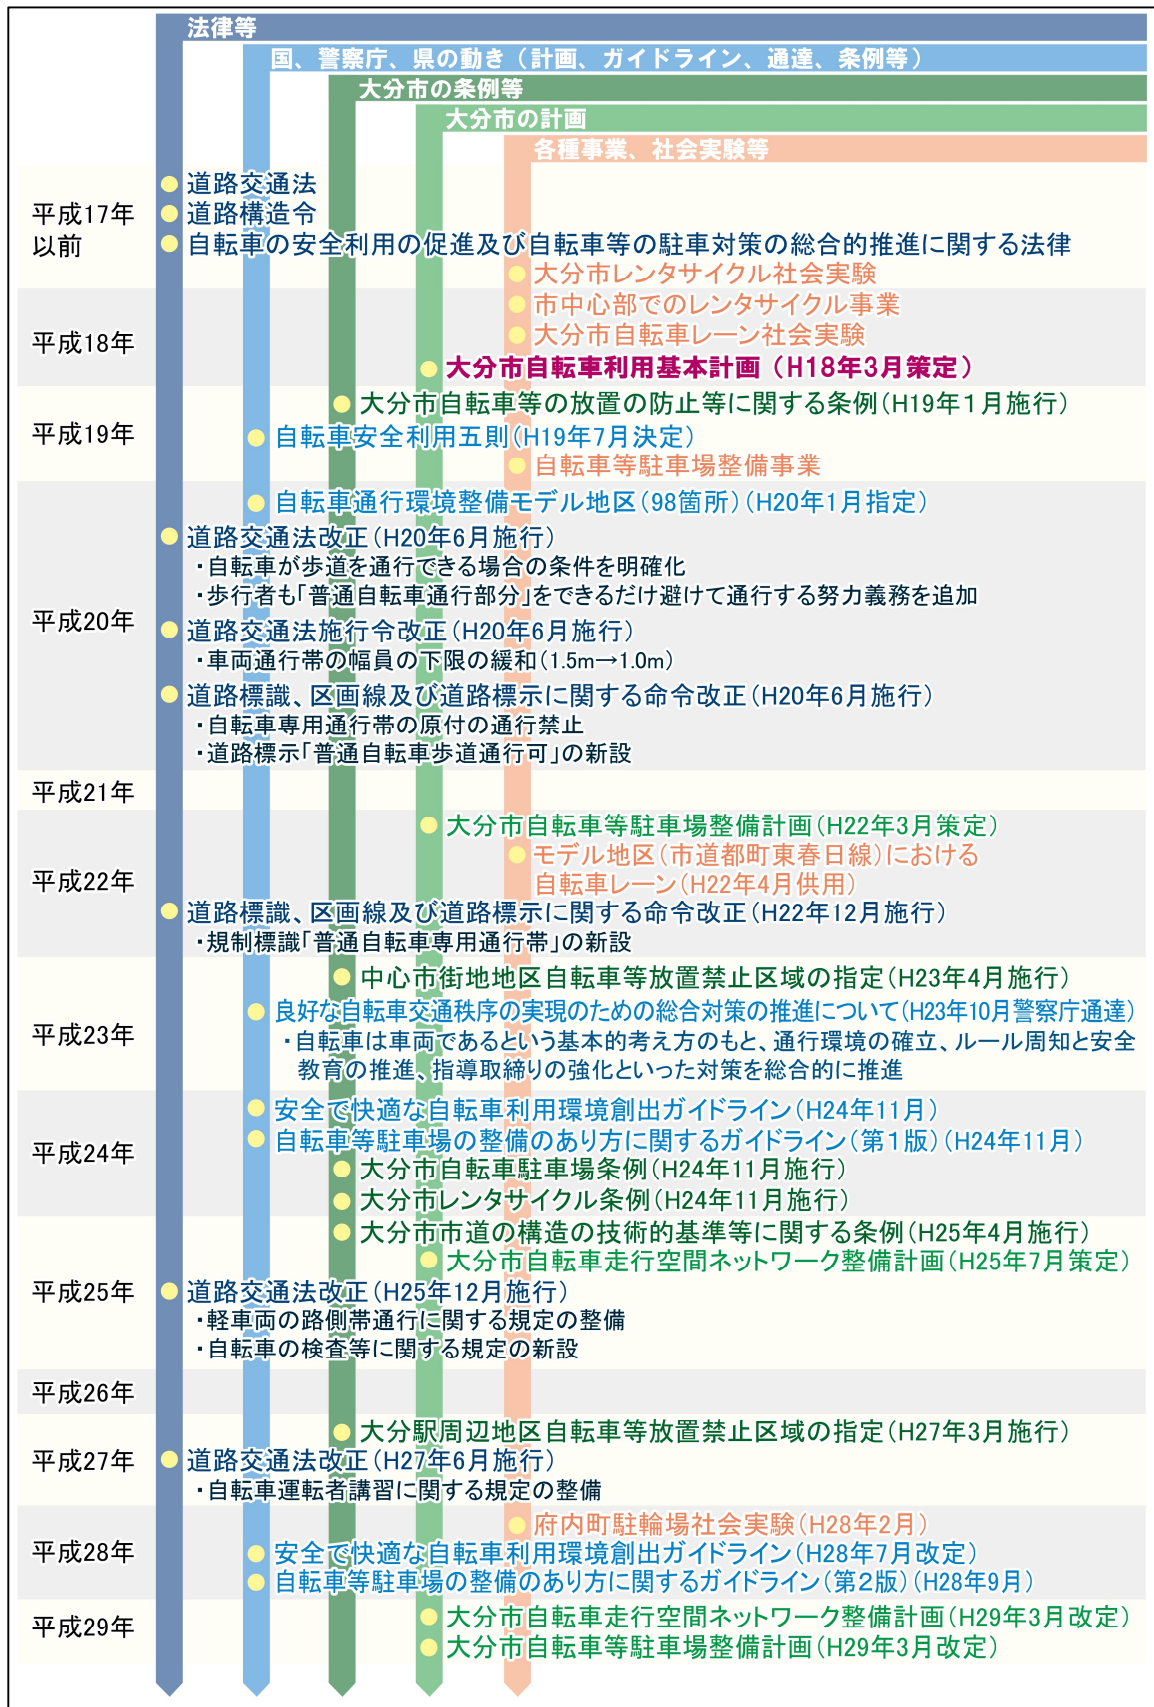 法律等
国、警察庁、県の動き（計画、ガイドライン、通達、条例等）
大分市の条例等
大分市の計画
各種事業、社会実験等
平成17年
以前
道路交通法
道路構造令
自転車の安全利用の促進及び自転車等の駐車対策の総合的推進に関する法律
大分市レンタサイクル社会実験
平成18年
市中心部でのレンタサイクル事業
大分市自転車レーン社会実験
大分市自転車利用基本計画（H18年3月策定）
平成19年
大分市自転車等の放置の防止等に関する条例（H19年１月施行）
自転車安全利用五則（H19年7月決定）
自転車等駐車場整備事業
平成20年
自転車通行環境整備モデル地区（98箇所）（H20年1月指定）
道路交通法改正（H20年6月施行）
・自転車が歩道を通行できる場合の条件を明確化
・歩行者も「普通自転車通行部分」をできるだけ避けて通行する努力義務を追加
道路交通法施行令改正（H20年6月施行）
・車両通行帯の幅員の下限の緩和（1.5m→1.0m）
道路標識、区画線及び道路標示に関する命令改正（H20年6月施行）
・自転車専用通行帯の原付の通行禁止
・道路標示「普通自転車歩道通行可」の新設
平成21年
平成22年
大分市自転車等駐車場整備計画（H22年3月策定）
モデル地区（市道都町東春日線）における
自転車レーン（H22年4月供用）
道路標識、区画線及び道路標示に関する命令改正（H22年12月施行）
・規制標識「普通自転車専用通行帯」の新設
平成23年
中心市街地地区自転車等放置禁止区域の指定（H23年4月施行）
良好な自転車交通秩序の実現のための総合対策の推進について（H23年10月警察庁通達）
・自転車は車両であるという基本的考え方のもと、通行環境の確立、ルール周知と安全
教育の推進、指導取締りの強化といった対策を総合的に推進
平成24年
安全で快適な自転車利用環境創出ガイドライン（H24年11月）
自転車等駐車場の整備のあり方に関するガイドライン（第１版）（H24年11月）
大分市自転車駐車場条例（H24年11月施行）
大分市レンタサイクル条例（H24年11月施行）
平成25年
大分市市道の構造の技術的基準等に関する条例（H25年4月施行）
大分市自転車走行空間ネットワーク整備計画（H25年7月策定）
道路交通法改正（H25年12月施行）
・軽車両の路側帯通行に関する規定の整備
・自転車の検査等に関する規定の新設
平成26年
平成27年
大分駅周辺地区自転車等放置禁止区域の指定（H27年3月施行）
道路交通法改正（H27年6月施行）
・自転車運転者講習に関する規定の整備
平成28年
府内町駐輪場社会実験（H28年2月）
安全で快適な自転車利用環境創出ガイドライン（H28年7月改定）
自転車等駐車場の整備のあり方に関するガイドライン（第２版）（H28年9月）
平成29年
大分市自転車走行空間ネットワーク整備計画（H29年3月改定）
大分市自転車等駐車場整備計画（H29年3月改定）